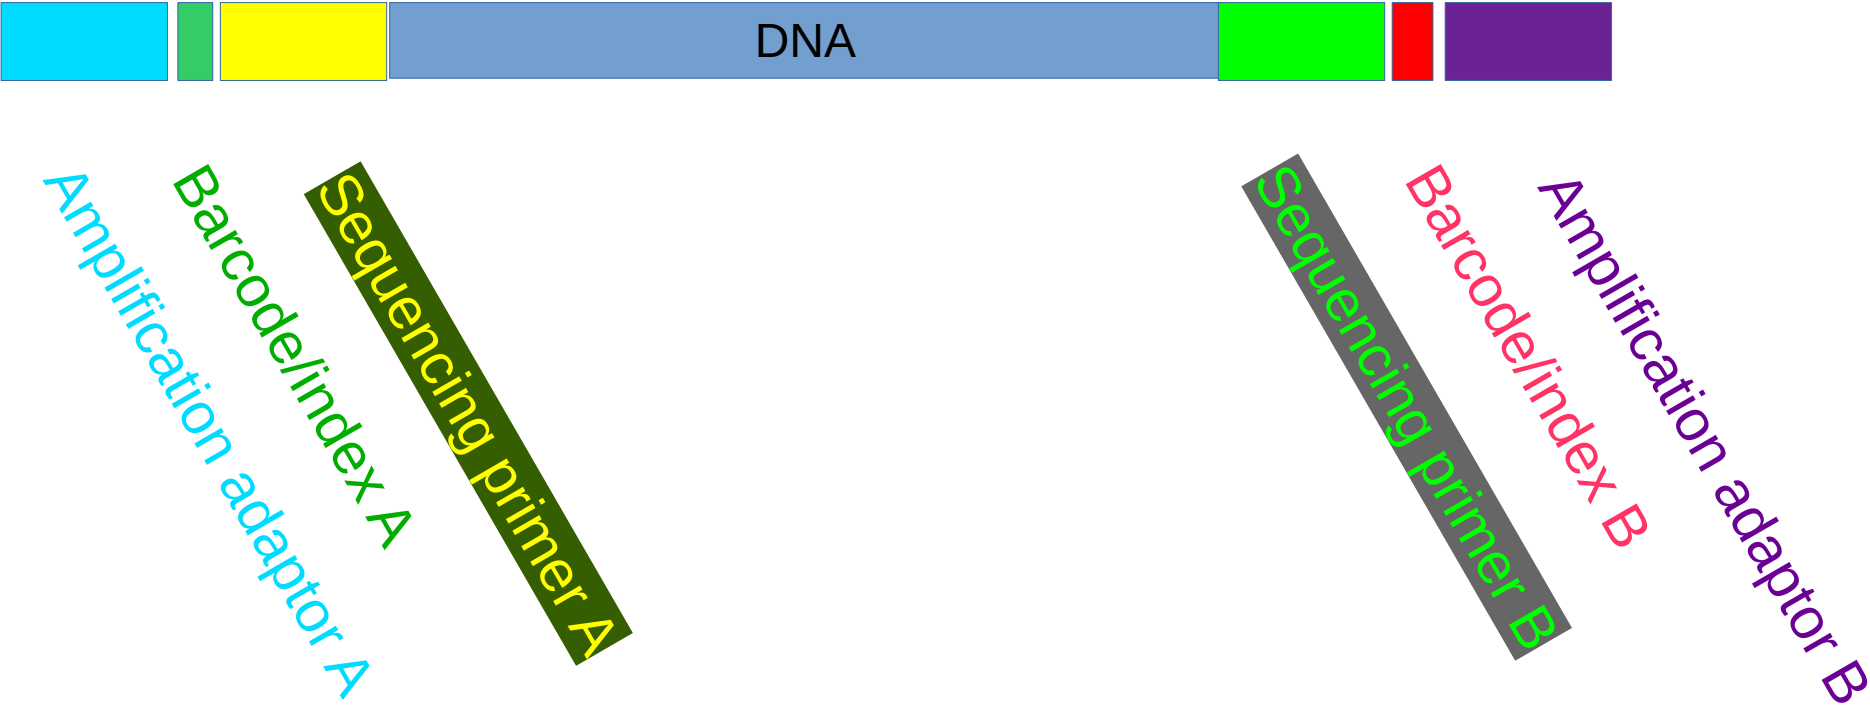 DNA
Amplification adaptor A
Barcode/index A
Sequencing primer A
Sequencing primer B
Barcode/index B
Amplification adaptor B